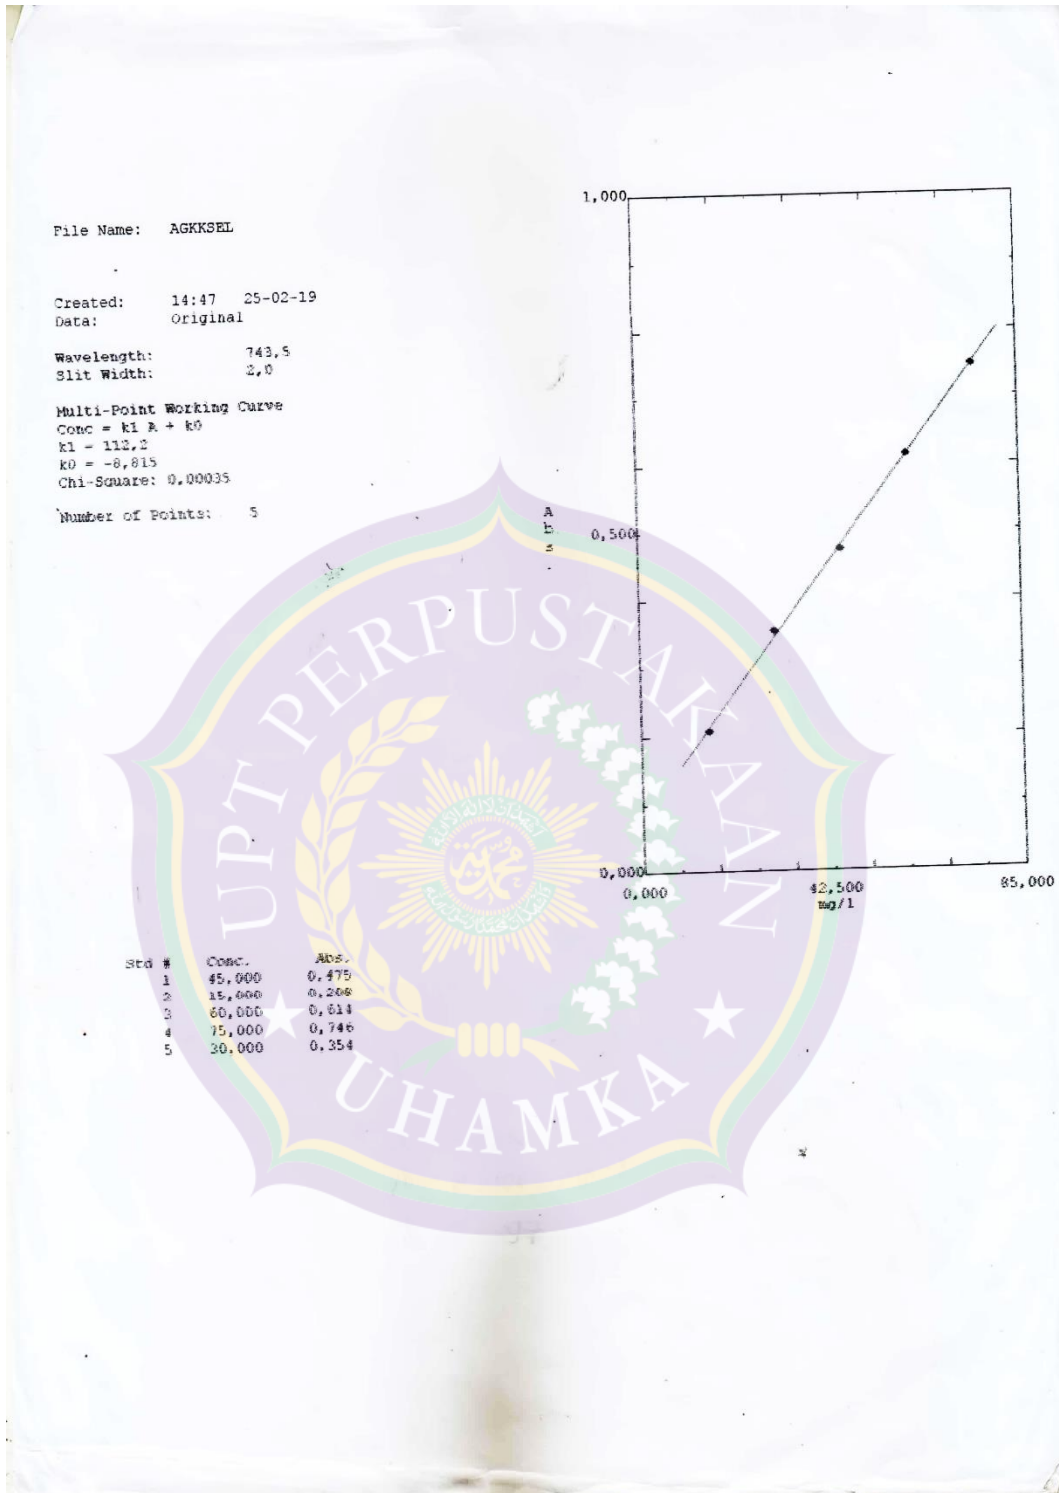 File Name: AGKKSEL
Created: 14:47 25-02-19
Data: Original
Wavelength: 743,5
Slit Width: 2,0
Multi-Point Working Curve
Conc = k1 A + k0
k1 = 112,2
k0 = -8,815
Chi-Square: 0.00035
Number of Points: 5
1,000
Abs.
0,500
0,000
0,000
42,500
85,000
mg/l
Std # Conc. Abs.
1 45,000 0,475
2 15,000
3 60,000 0,614
4 75,000 0,746
5 30.000 0.354
UPT PERPUSTAKAAN
محمدية
UHAMKA